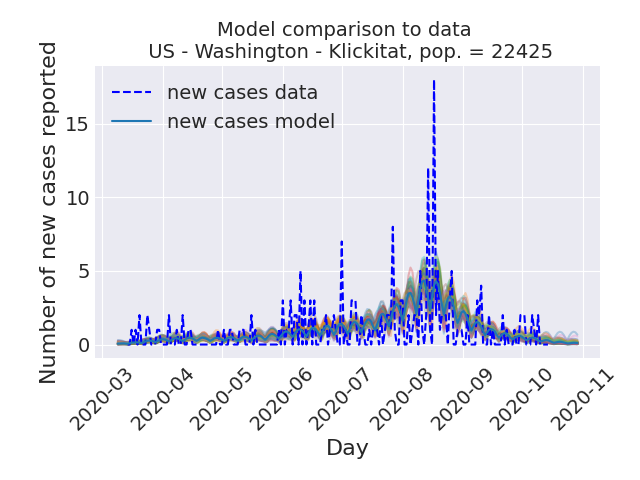 Model comparison to data
US - Washington - Klickitat, pop. = 22425
Number of new cases reported
new cases data
new cases model
15
10
5
0
2020-03
2020-04
2020-05
2020-06
2020-07
2020-08
2020-09
2020-10
2020-11
Day